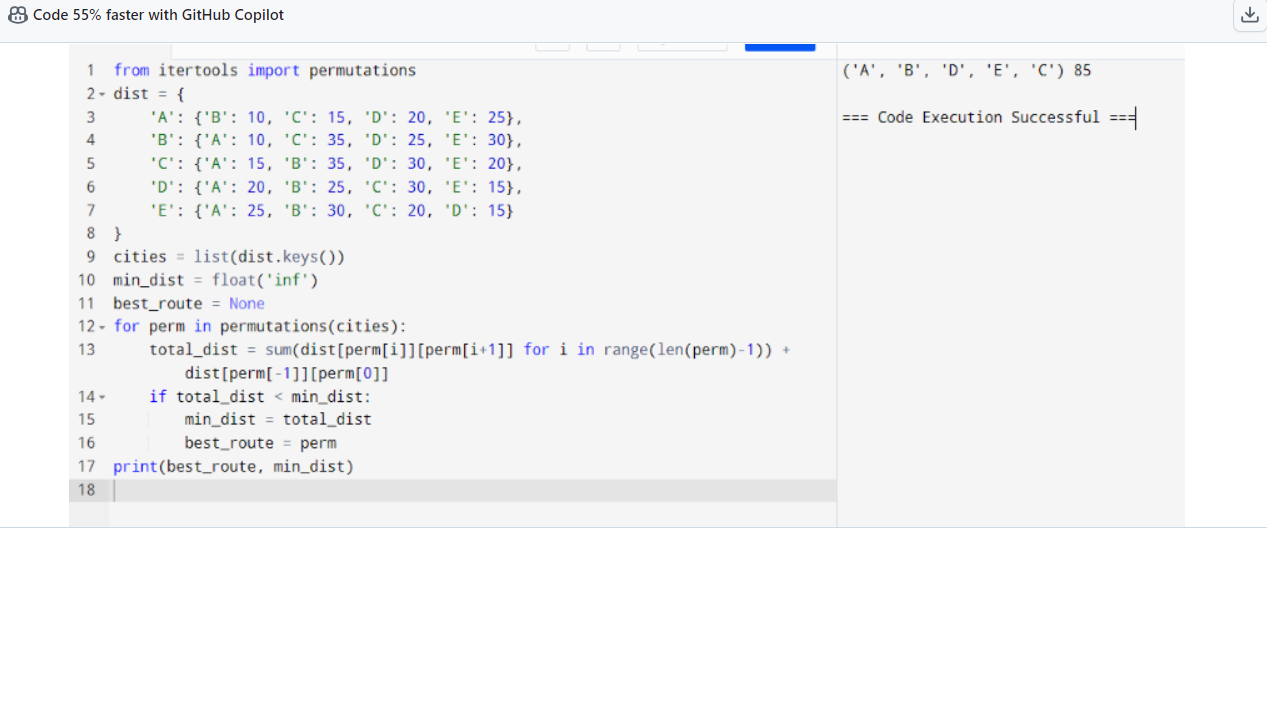 Code 55% faster with GitHub Copilot
1 from itertools import permutations
2 dist = {
3 'A': {'B': 10, 'C': 15, 'D': 20, 'E': 25},
4 'B': {'A': 10, 'C': 35, 'D': 25, 'E': 30},
5 'C': {'A': 15, 'B': 35, 'D': 30, 'E': 20},
6 'D': {'A': 20, 'B': 25, 'C': 30, 'E': 15},
7 'E': {'A': 25, 'B': 30, 'C': 20, 'D': 15}
8 }
9 cities = list(dist.keys())
10 min_dist = float('inf')
11 best_route = None
12 for perm in permutations(cities):
13 total_dist = sum(dist[perm[i]][perm[i+1]] for i in range(len(perm)-1)) +
dist[perm[-1]][perm[0]]
14 if total_dist < min_dist:
15 min_dist = total_dist
16 best_route = perm
17 print(best_route, min_dist)
18
('A', 'B', 'D', 'E', 'C') 85
=== Code Execution Successful ===